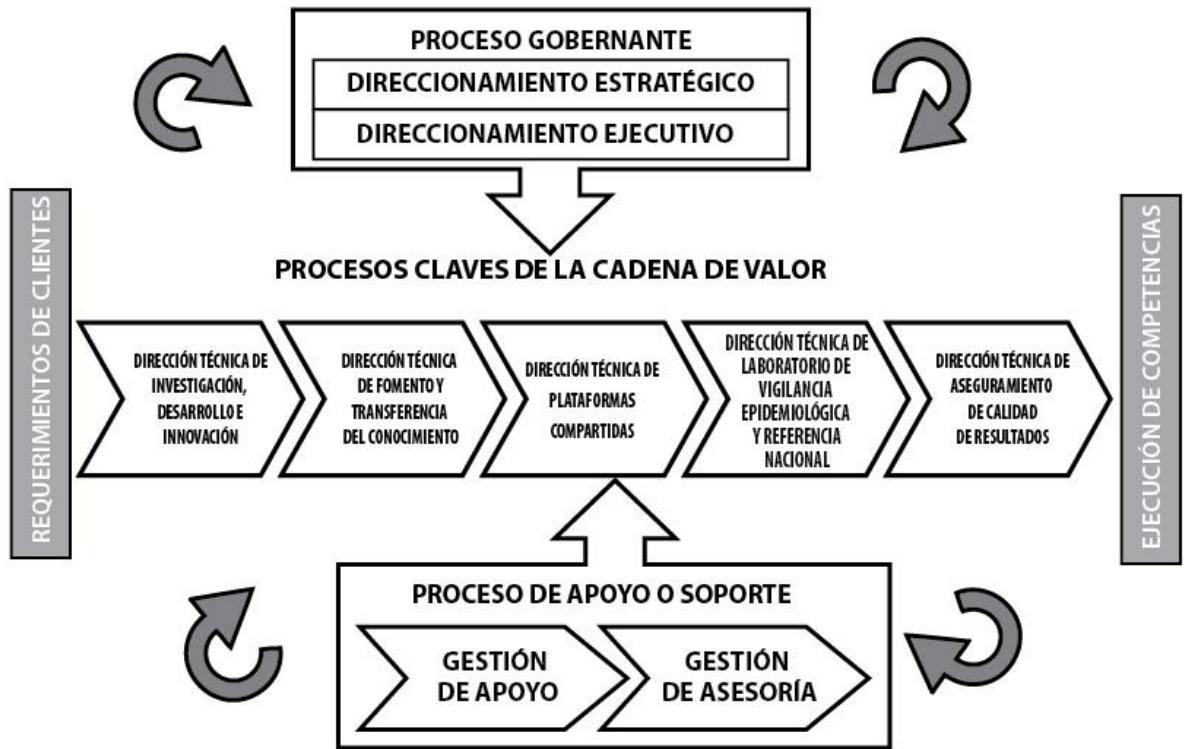 PROCESO GOBERNANTE
DIRECCIONAMIENTO ESTRATÉGICO
DIRECCIONAMIENTO EJECUTIVO
REQUERIMIENTOS DE CLIENTES
PROCESOS CLAVES DE LA CADENA DE VALOR
DIRECCIÓN TÉCNICA DE
INVESTIGACIÓN,
DESARROLLO E
INNOVACIÓN
DIRECCIÓN TÉCNICA
DE FOMENTO Y
TRANSFERENCIA
DEL CONOCIMIENTO
DIRECCIÓN TÉCNICA DE
PLATAFORMAS
COMPARTIDAS
DIRECCIÓN TÉCNICA DE
LABORATORIO DE
VIGILANCIA
EPIDEMIOLÓGICA
Y REFERENCIA
NACIONAL
DIRECCIÓN TÉCNICA DE
ASEGURAMIENTO
DE CALIDAD
DE RESULTADOS
EJECUCIÓN DE COMPETENCIAS
PROCESO DE APOYO O SOPORTE
GESTIÓN
DE APOYO
GESTIÓN
DE ASESORÍA